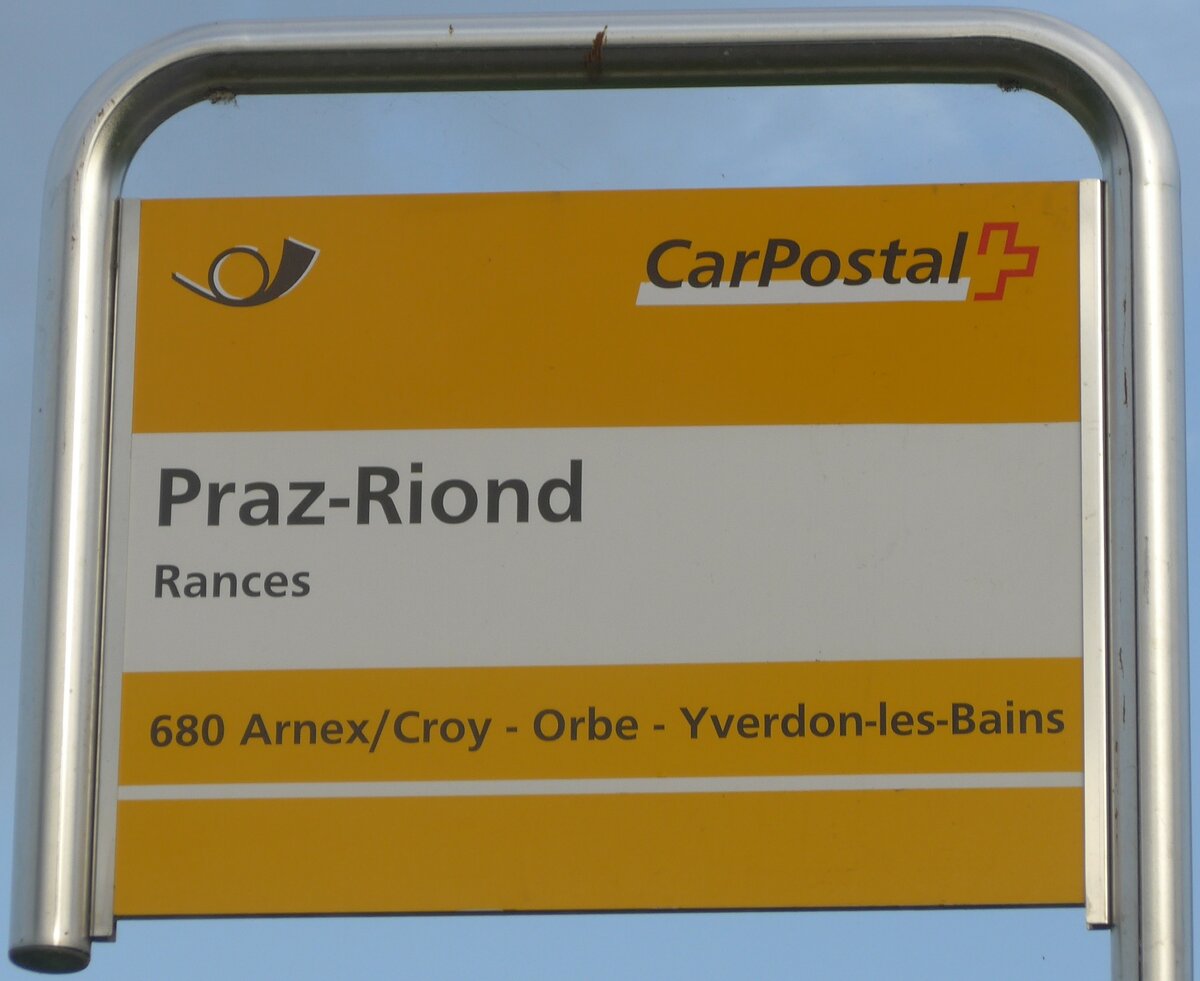 CarPostal
Praz-Riond
Rances
680 Arnex/Croy - Orbe - Yverdon-les-Bains